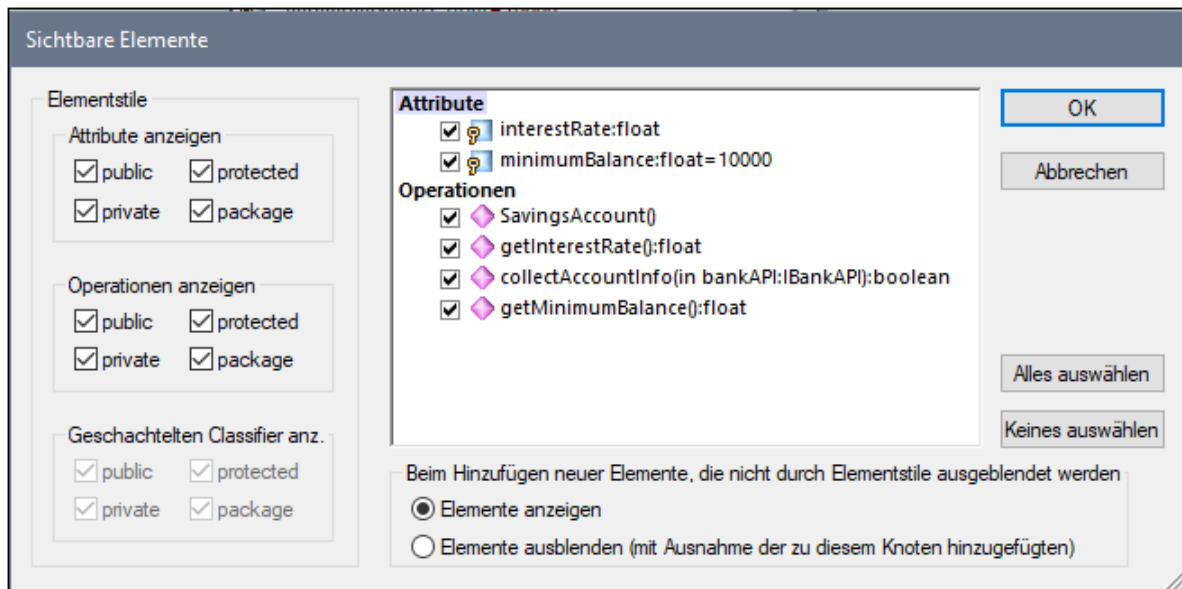 Sichtbare Elemente
Elementstile
Attribute anzeigen
public protected
private package
Operationen anzeigen
public protected
private package
Geschachtelten Classifier anz.
public protected
private package
Attribute
interestRate:float
minimumBalance:float=10000
Operationen
SavingsAccount()
getInterestRate():float
collectAccountInfo(in bankAPI:IBankAPI):boolean
getMinimumBalance():float
Beim Hinzufügen neuer Elemente, die nicht durch Elementstile ausgeblendet werden
Elemente anzeigen
Elemente ausblenden (mit Ausnahme der zu diesem Knoten hinzugefügten)
OK
Abbrechen
Alles auswählen
Keines auswählen